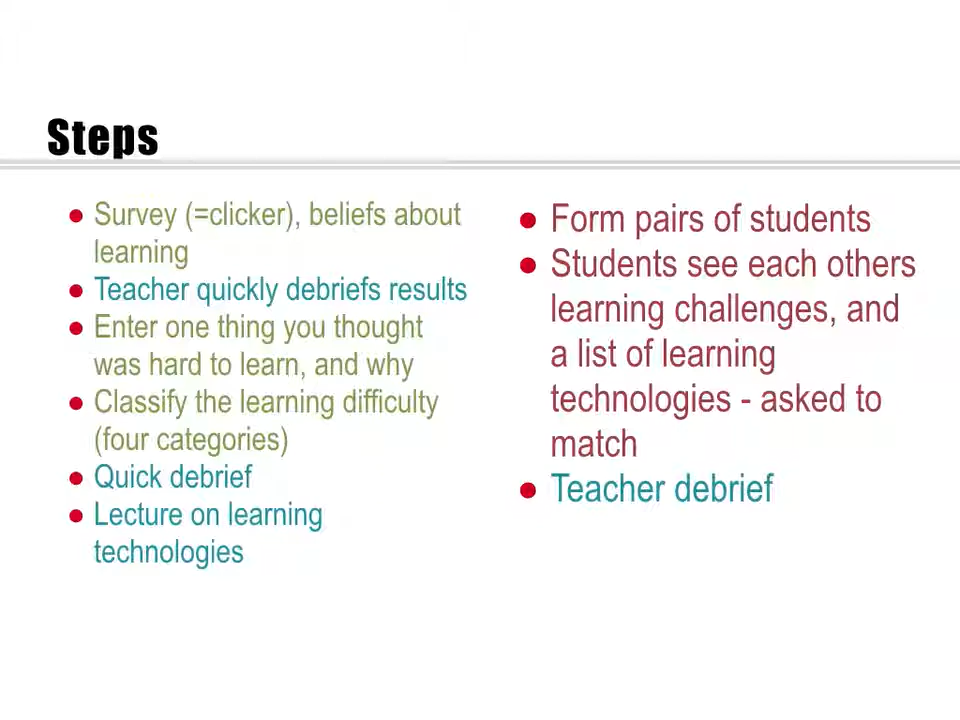 Steps
● Survey (=clicker), beliefs about
learning
● Teacher quickly debriefs results
● Enter one thing you thought
was hard to learn, and why
● Classify the learning difficulty
(four categories)
● Quick debrief
● Lecture on learning
technologies
● Form pairs of students
● Students see each others
learning challenges, and
a list of learning
technologies - asked to
match
● Teacher debrief